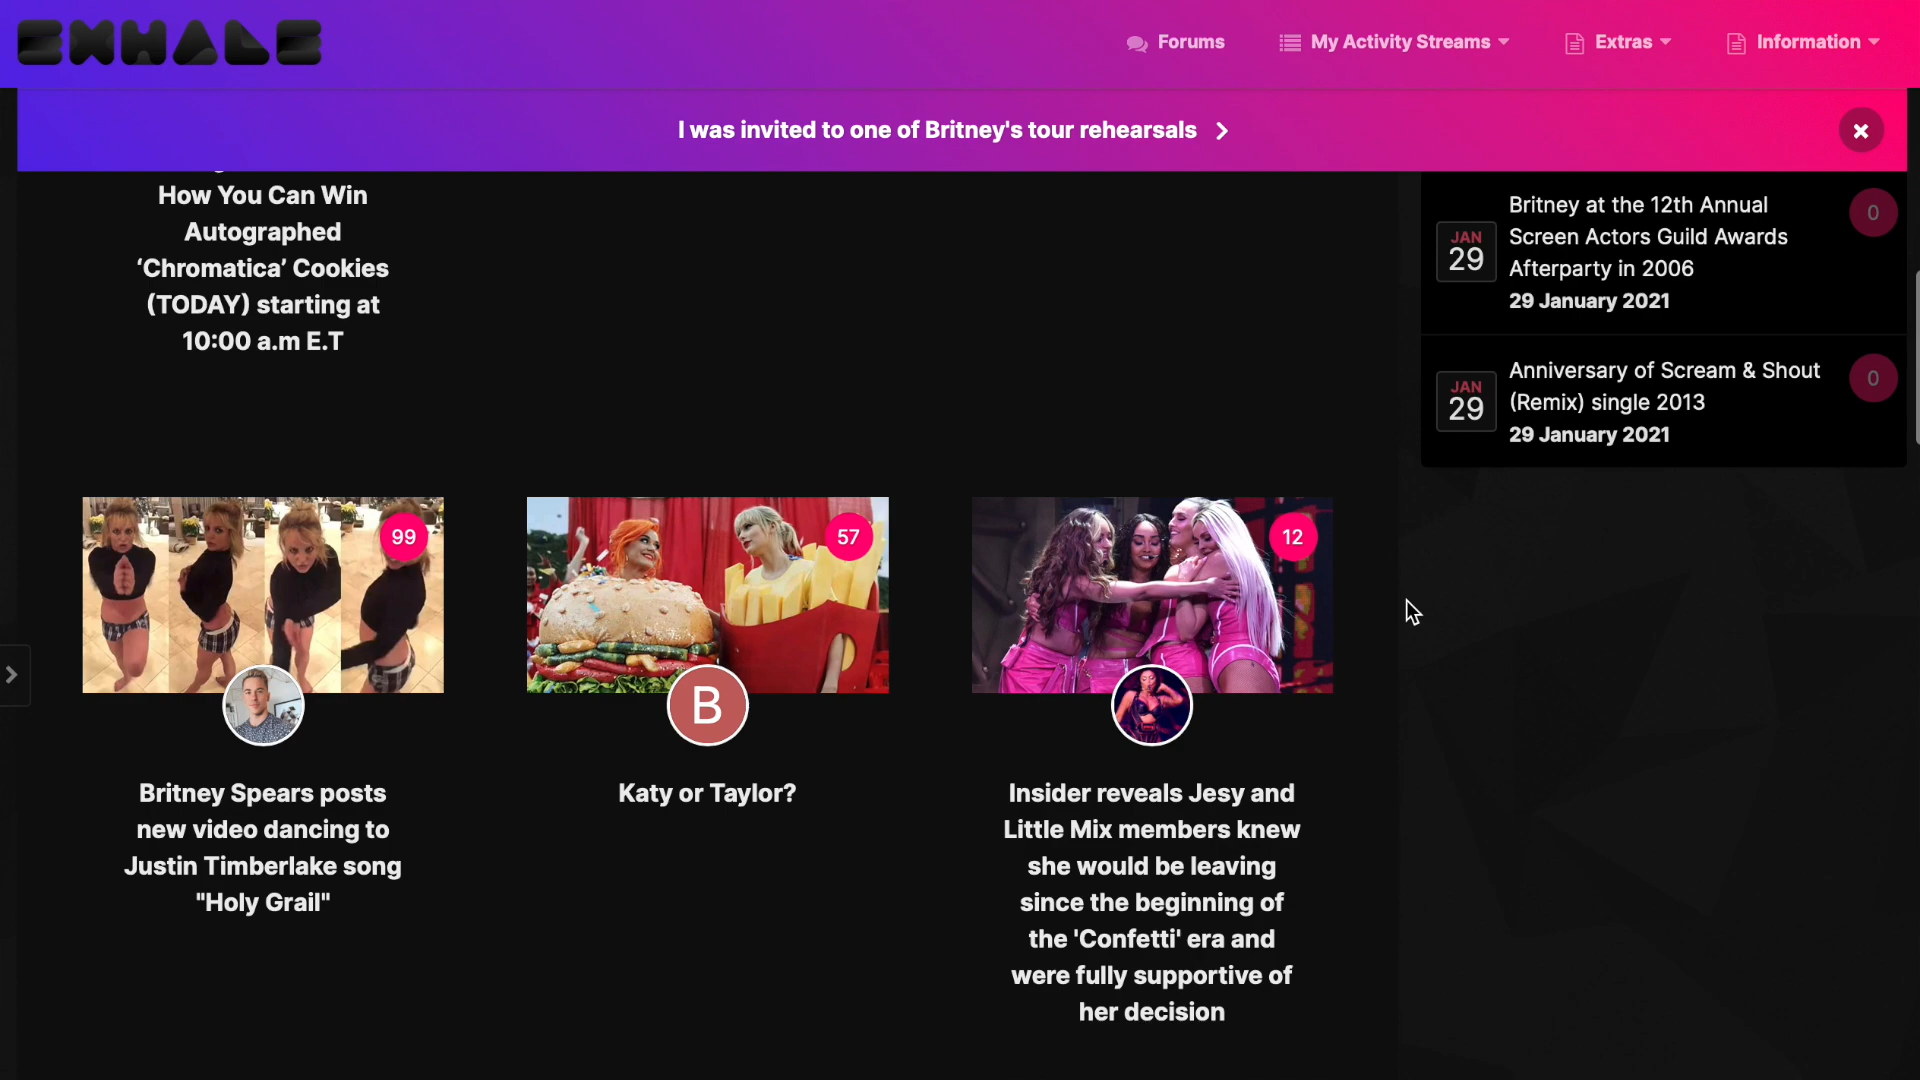 EXHALE
Forums
My Activity Streams
Extras
Information
I was invited to one of Britney's tour rehearsals
How You Can Win
Autographed
‘Chromatica’ Cookies
(TODAY) starting at
10:00 a.m E.T
JAN
29
Britney at the 12th Annual
Screen Actors Guild Awards
Afterparty in 2006
29 January 2021
0
JAN
29
Anniversary of Scream & Shout
(Remix) single 2013
29 January 2021
0
99
57
12
B
Britney Spears posts
new video dancing to
Justin Timberlake song
"Holy Grail"
Katy or Taylor?
Insider reveals Jesy and
Little Mix members knew
she would be leaving
since the beginning of
the 'Confetti' era and
were fully supportive of
her decision